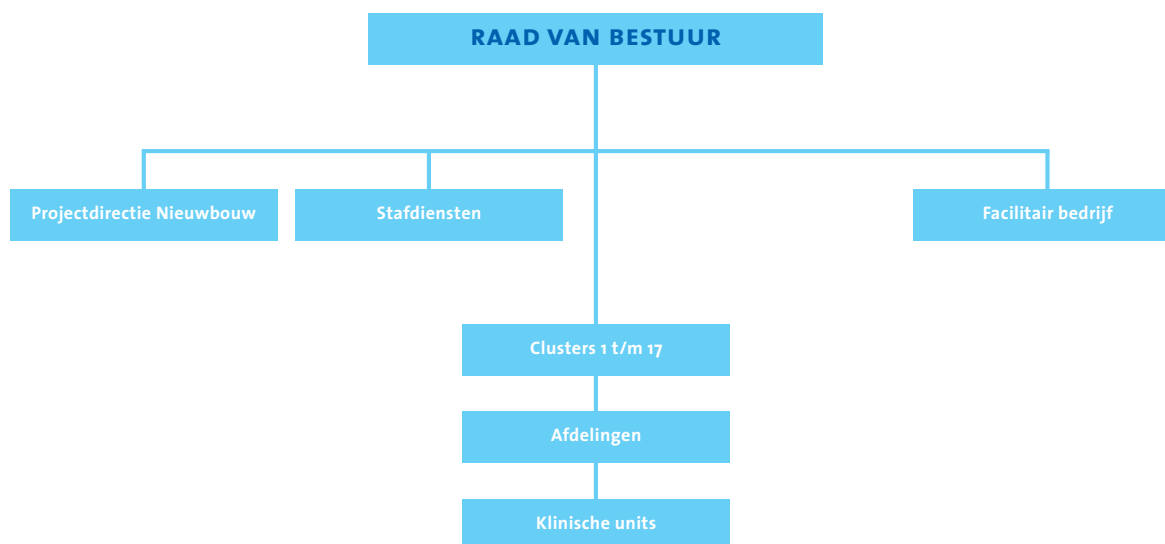 RAAD VAN BESTUUR
Projectdirectie Nieuwbouw
Stafdiensten
Facilitair bedrijf
Clusters 1 t/m 17
Afdelingen
Klinische units